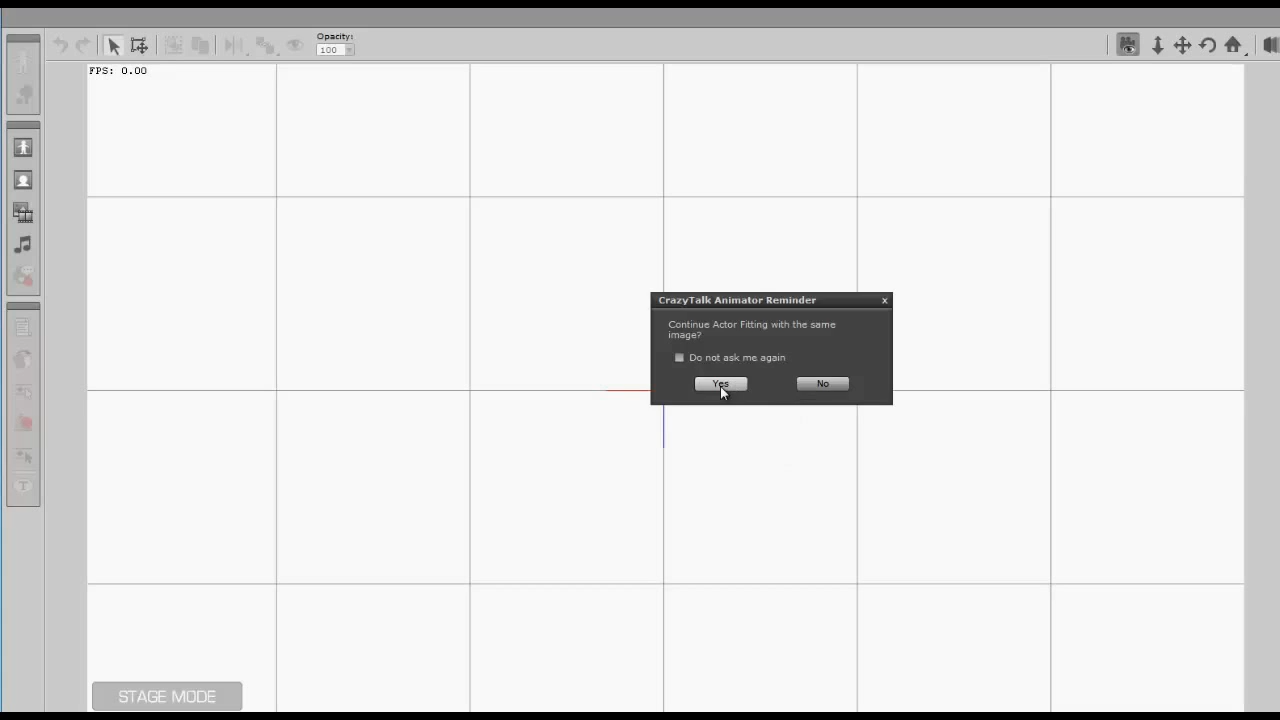 Opacity:
100
FPS: 0.00
CrazyTalk Animator Reminder
x
Continue Actor Fitting with the same
image?
Do not ask me again
Yes
No
T
STAGE MODE